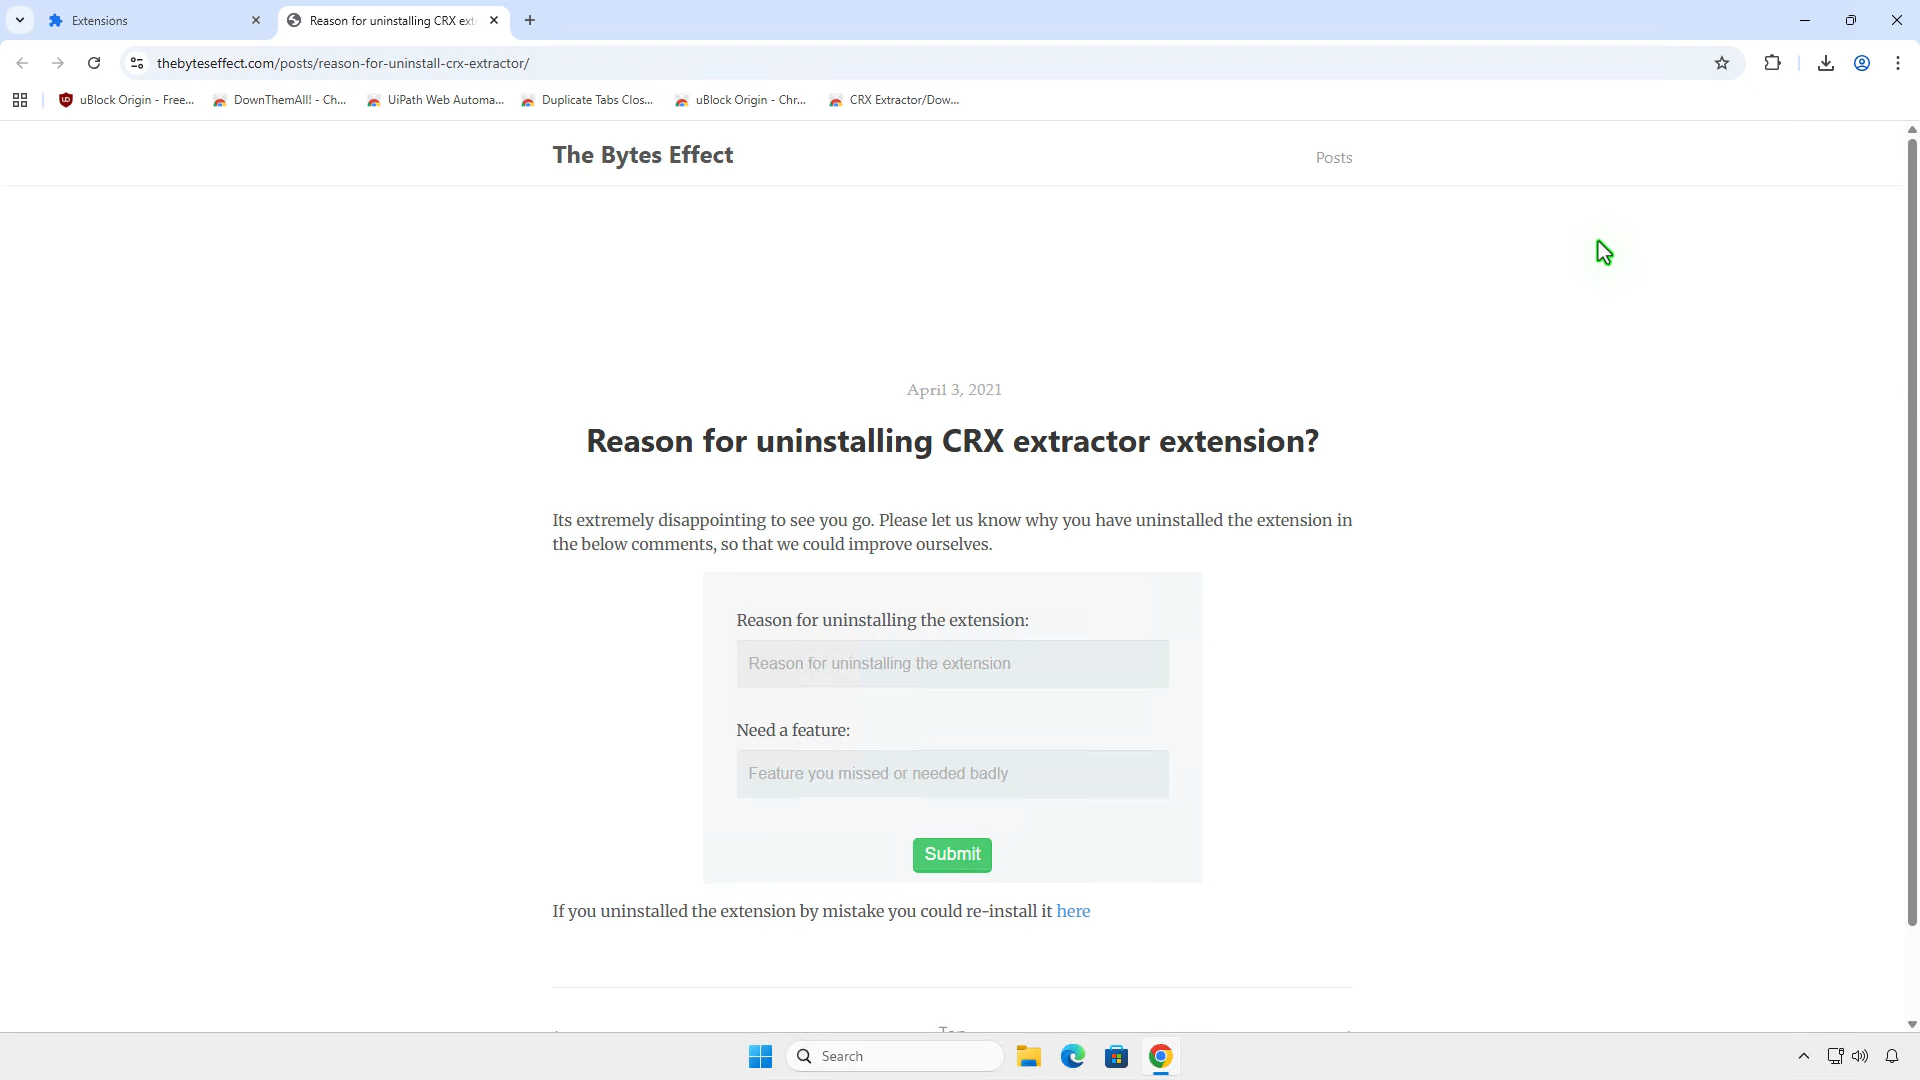 Extensions
Reason for uninstalling CRX ext
thebyteseffect.com/posts/reason-for-uninstall-crx-extractor/
uBlock Origin - Free...
DownThemAll! - Ch...
UiPath Web Automa...
Duplicate Tabs Clos...
uBlock Origin - Chr...
CRX Extractor/Dow...
The Bytes Effect
Posts
April 3, 2021
Reason for uninstalling CRX extractor extension?
Its extremely disappointing to see you go. Please let us know why you have uninstalled the extension in
the below comments, so that we could improve ourselves.
Reason for uninstalling the extension:
Reason for uninstalling the extension
Need a feature:
Feature you missed or needed badly
Submit
If you uninstalled the extension by mistake you could re-install it here
Search